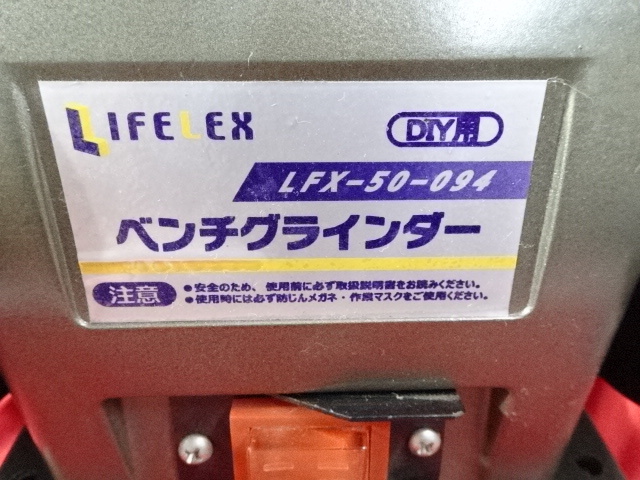 LIFELEX
DIY用
LFX-50-094
ベンチグラインダー
注意
●安全のため、使用前に必ず取扱説明書をお読みください。
●使用時には必ず防じんメガネ・作用マスクをご使用ください。